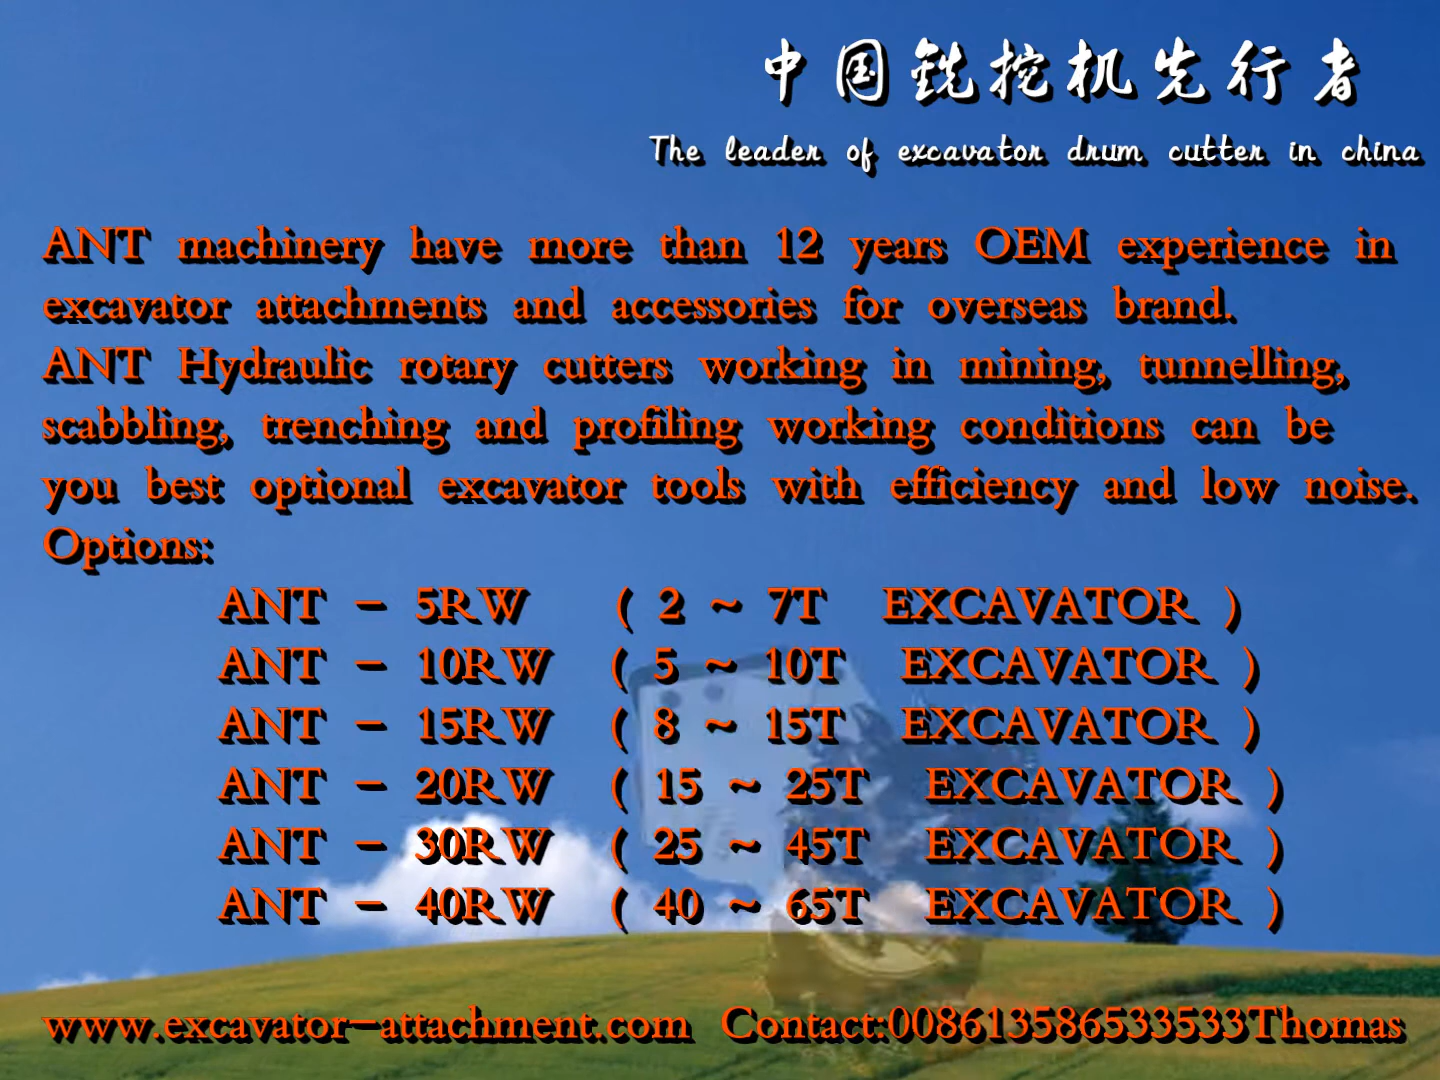 中国铣挖机先行者
The leader of excavator drum cutter in china
ANT machinery have more than 12 years OEM experience in
excavator attachments and accessories for overseas brand.
ANT Hydraulic rotary cutters working in mining, tunnelling,
scabbling, trenching and profiling working conditions can be
you best optional excavator tools with efficiency and low noise.
Options:
ANT - 5RW ( 2 ~ 7T EXCAVATOR )
ANT - 10RW ( 5 ~ 10T EXCAVATOR )
ANT - 15RW ( 8 ~ 15T EXCAVATOR )
ANT - 20RW ( 15 ~ 25T EXCAVATOR )
ANT - 30RW ( 25 ~ 45T EXCAVATOR )
ANT - 40RW ( 40 ~ 65T EXCAVATOR )
www.excavator-attachment.com Contact:008613586533533Thomas